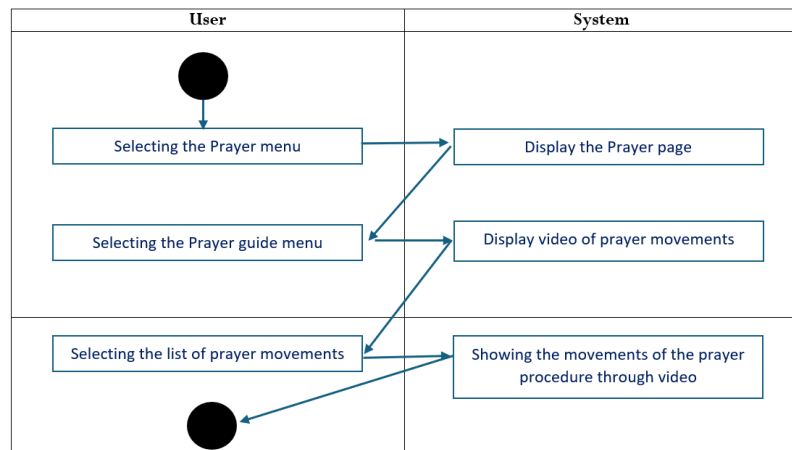 User
System
Selecting the Prayer menu
Display the Prayer page
Selecting the Prayer guide menu
Display video of prayer movements
Selecting the list of prayer movements
Showing the movements of the prayer
procedure through video